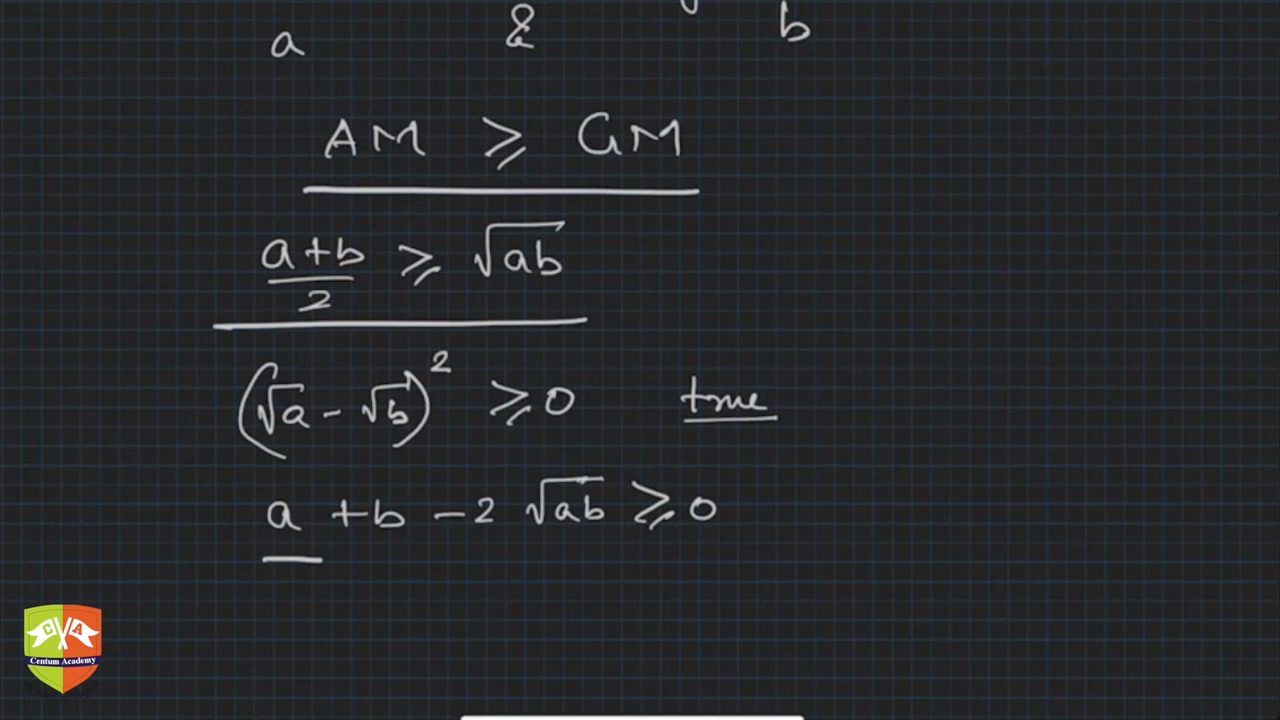 a & b
AM ⩾ GM
a+b/2 ⩾ √ab
(√a - √b)² ⩾ 0 true
a + b - 2 √ab ⩾ 0
C A
Centum Academy